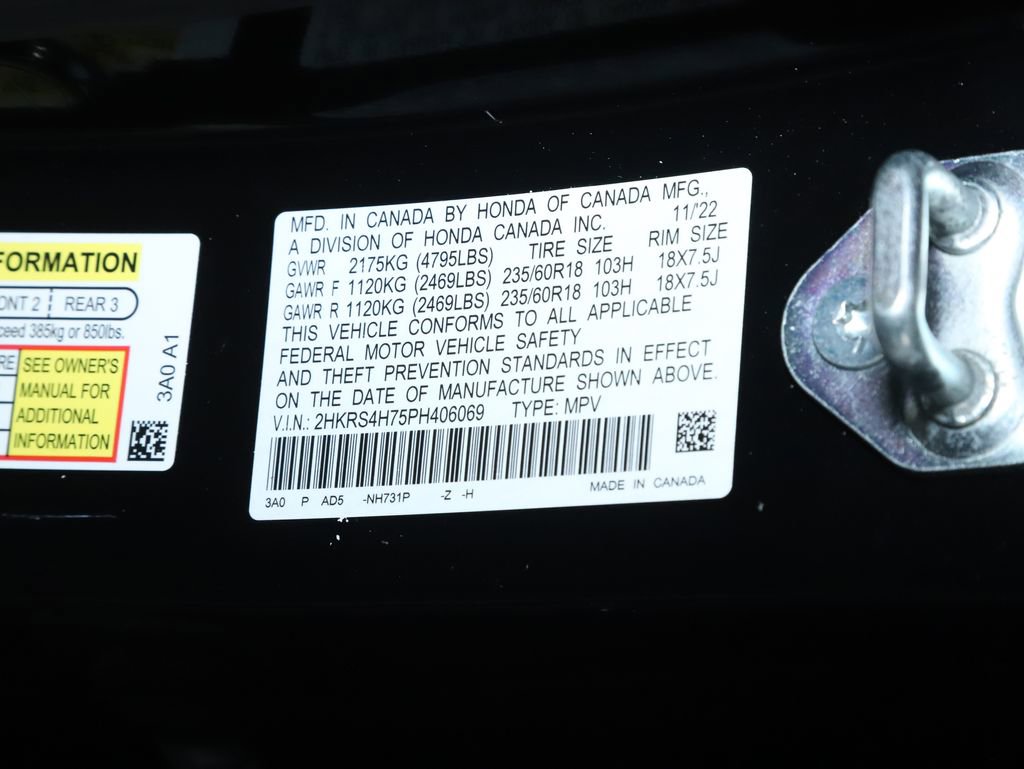 FORMATION
ONT 2 REAR 3
ceed 385kg or 850lbs.
RE SEE OWNER'S
MANUAL FOR
ADDITIONAL
INFORMATION
3A0 A1
MFD. IN CANADA BY HONDA OF CANADA MFG.,
A DIVISION OF HONDA CANADA INC. 11/'22
GVWR 2175KG (4795LBS) TIRE SIZE RIM SIZE
GAWR F 1120KG (2469LBS) 235/60R18 103H 18X7.5J
GAWR R 1120KG (2469LBS) 235/60R18 103H 18X7.5J
THIS VEHICLE CONFORMS TO ALL APPLICABLE
FEDERAL MOTOR VEHICLE SAFETY
AND THEFT PREVENTION STANDARDS IN EFFECT
ON THE DATE OF MANUFACTURE SHOWN ABOVE.
V.I.N.: 2HKRS4H75PH406069 TYPE: MPV
3A0 P AD5 -NH731P -Z -H MADE IN CANADA